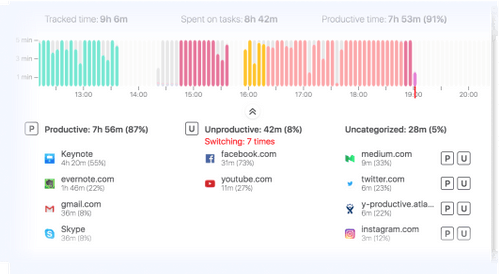 Tracked time: 9h 6m
Spent on tasks: 8h 42m
Productive time: 7h 53m (91%)
5 min
3 min
1 min
13:00
14:00
15:00
16:00
17:00
18:00
19:00
20:00
P
Productive: 7h 56m (87%)
U
Unproductive: 42m (8%)
Switching: 7 times
Uncategorized: 28m (5%)
Keynote
4h 20m (55%)
facebook.com
31m (73%)
medium.com
9m (33%)
P U
evernote.com
1h 46m (22%)
youtube.com
11m (27%)
twitter.com
6m (23%)
P U
gmail.com
36m (8%)
y-productive.atla...
6m (22%)
P U
Skype
36m (8%)
instagram.com
3m (12%)
P U